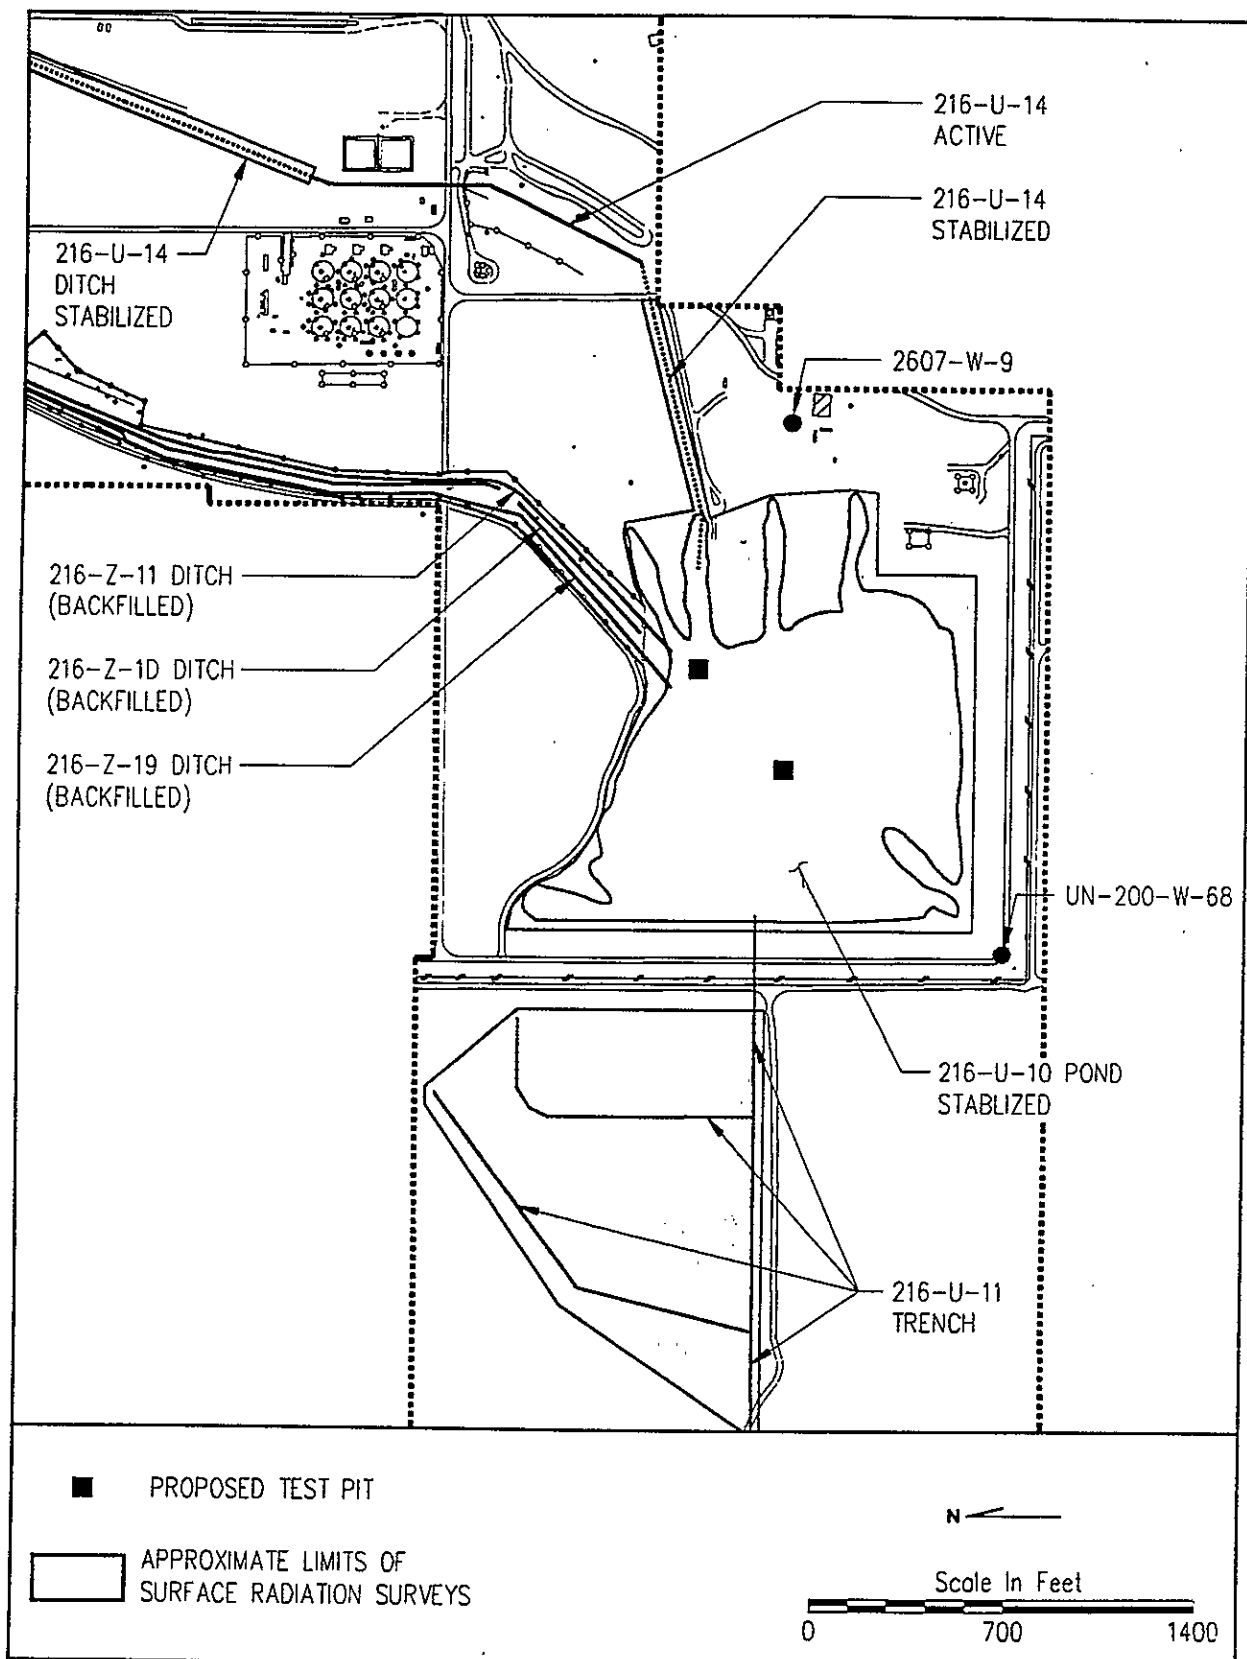 216-U-14
ACTIVE
216-U-14
STABILIZED
216-U-14
DITCH
STABILIZED
2607-W-9
216-Z-11 DITCH
(BACKFILLED)
216-Z-1D DITCH
(BACKFILLED)
216-Z-19 DITCH
(BACKFILLED)
UN-200-W-68
216-U-10 POND
STABLIZED
216-U-11
TRENCH
PROPOSED TEST PIT
N
APPROXIMATE LIMITS OF
SURFACE RADIATION SURVEYS
Scale In Feet
0 700 1400